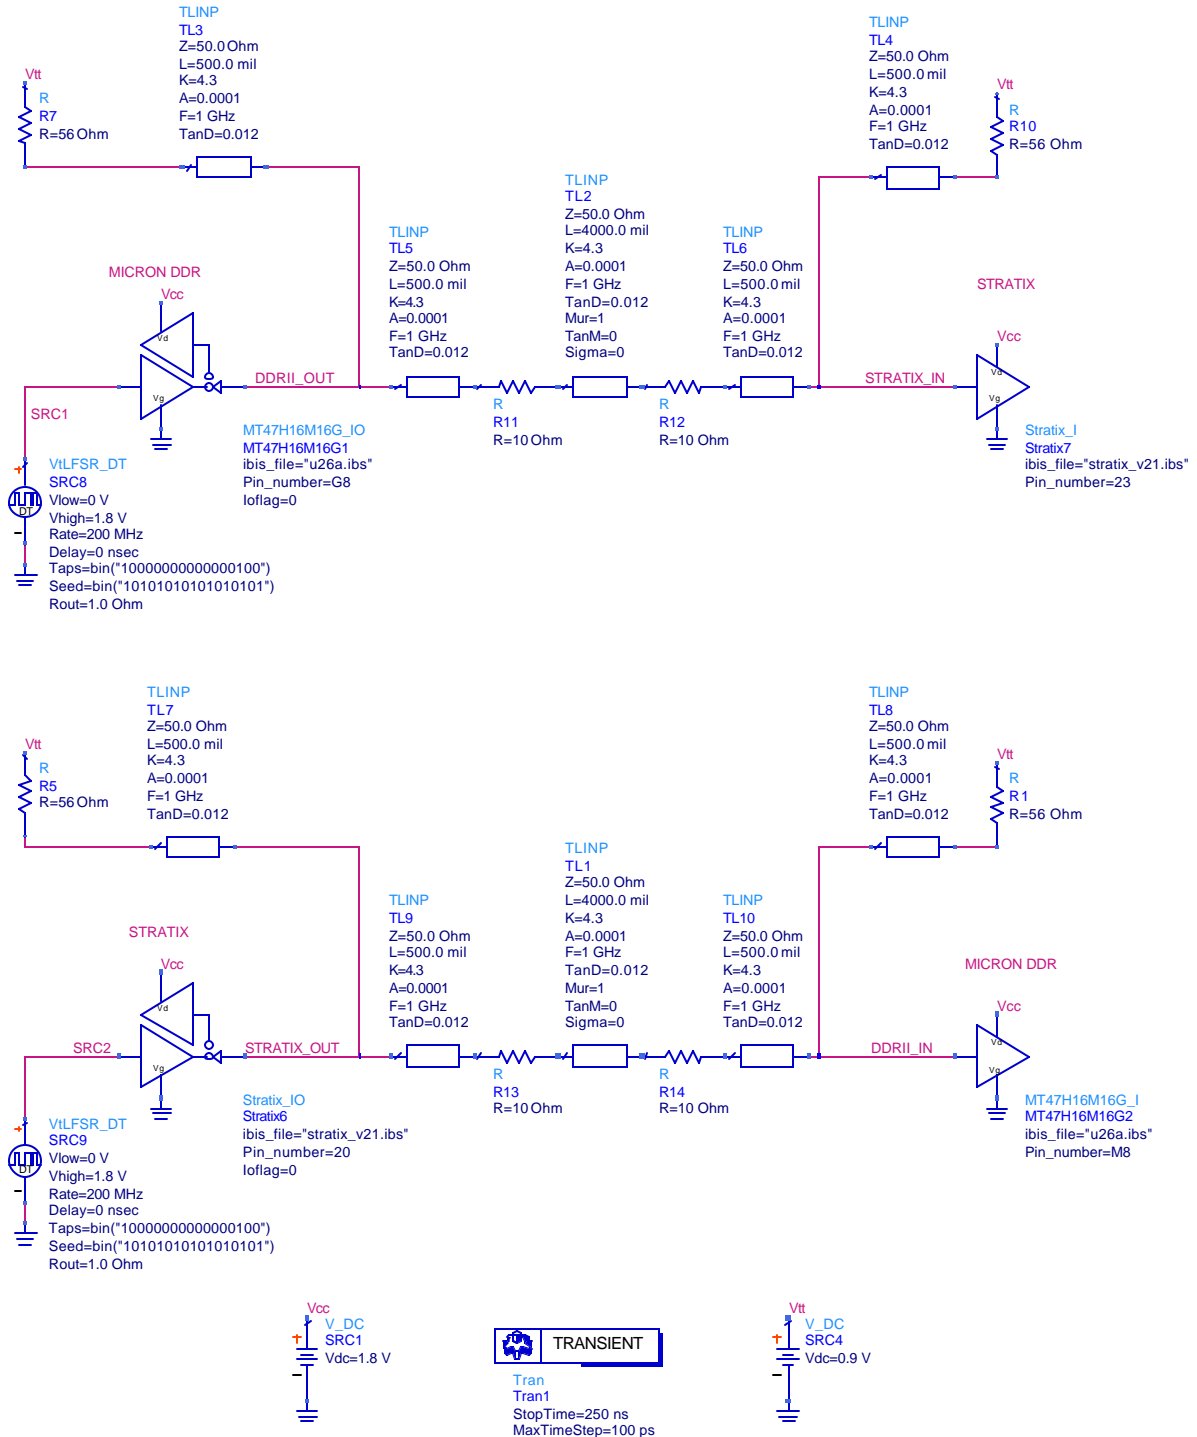 TLINP
TL3
Z=50.0 Ohm
L=500.0 mil
K=4.3
A=0.0001
F=1 GHz
TanD=0.012
Vtt
R
R7
R=56 Ohm
TLINP
TL4
Z=50.0 Ohm
L=500.0 mil
K=4.3
A=0.0001
F=1 GHz
TanD=0.012
Vtt
R
R10
R=56 Ohm
TLINP
TL5
Z=50.0 Ohm
L=500.0 mil
K=4.3
A=0.0001
F=1 GHz
TanD=0.012
TLINP
TL2
Z=50.0 Ohm
L=4000.0 mil
K=4.3
A=0.0001
F=1 GHz
TanD=0.012
Mur=1
TanM=0
Sigma=0
TLINP
TL6
Z=50.0 Ohm
L=500.0 mil
K=4.3
A=0.0001
F=1 GHz
TanD=0.012
MICRON DDR
Vcc
Vd
Vg
SRC1
DDRII_OUT
R
R11
R=10 Ohm
R
R12
R=10 Ohm
STRATIX_IN
STRATIX
Vcc
Vd
Vg
MT47H16M16G_IO
MT47H16M16G1
ibis_file="u26a.ibs"
Pin_number=G8
Ioflag=0
Stratix_I
Stratix7
ibis_file="stratix_v21.ibs"
Pin_number=23
DT
VtLFSR_DT
SRC8
Vlow=0 V
Vhigh=1.8 V
Rate=200 MHz
Delay=0 nsec
Taps=bin("10000000000000100")
Seed=bin("10101010101010101")
Rout=1.0 Ohm
TLINP
TL7
Z=50.0 Ohm
L=500.0 mil
K=4.3
A=0.0001
F=1 GHz
TanD=0.012
Vtt
R
R5
R=56 Ohm
TLINP
TL8
Z=50.0 Ohm
L=500.0 mil
K=4.3
A=0.0001
F=1 GHz
TanD=0.012
Vtt
R
R1
R=56 Ohm
TLINP
TL9
Z=50.0 Ohm
L=500.0 mil
K=4.3
A=0.0001
F=1 GHz
TanD=0.012
TLINP
TL1
Z=50.0 Ohm
L=4000.0 mil
K=4.3
A=0.0001
F=1 GHz
TanD=0.012
Mur=1
TanM=0
Sigma=0
TLINP
TL10
Z=50.0 Ohm
L=500.0 mil
K=4.3
A=0.0001
F=1 GHz
TanD=0.012
STRATIX
Vcc
Vd
Vg
SRC2
STRATIX_OUT
R
R13
R=10 Ohm
R
R14
R=10 Ohm
DDRII_IN
MICRON DDR
Vcc
Vd
Vg
Stratix_IO
Stratix6
ibis_file="stratix_v21.ibs"
Pin_number=20
Ioflag=0
MT47H16M16G_I
MT47H16M16G2
ibis_file="u26a.ibs"
Pin_number=M8
DT
VtLFSR_DT
SRC9
Vlow=0 V
Vhigh=1.8 V
Rate=200 MHz
Delay=0 nsec
Taps=bin("10000000000000100")
Seed=bin("10101010101010101")
Rout=1.0 Ohm
Vcc
V_DC
SRC1
Vdc=1.8 V
TRANSIENT
Tran
Tran1
StopTime=250 ns
MaxTimeStep=100 ps
Vtt
V_DC
SRC4
Vdc=0.9 V